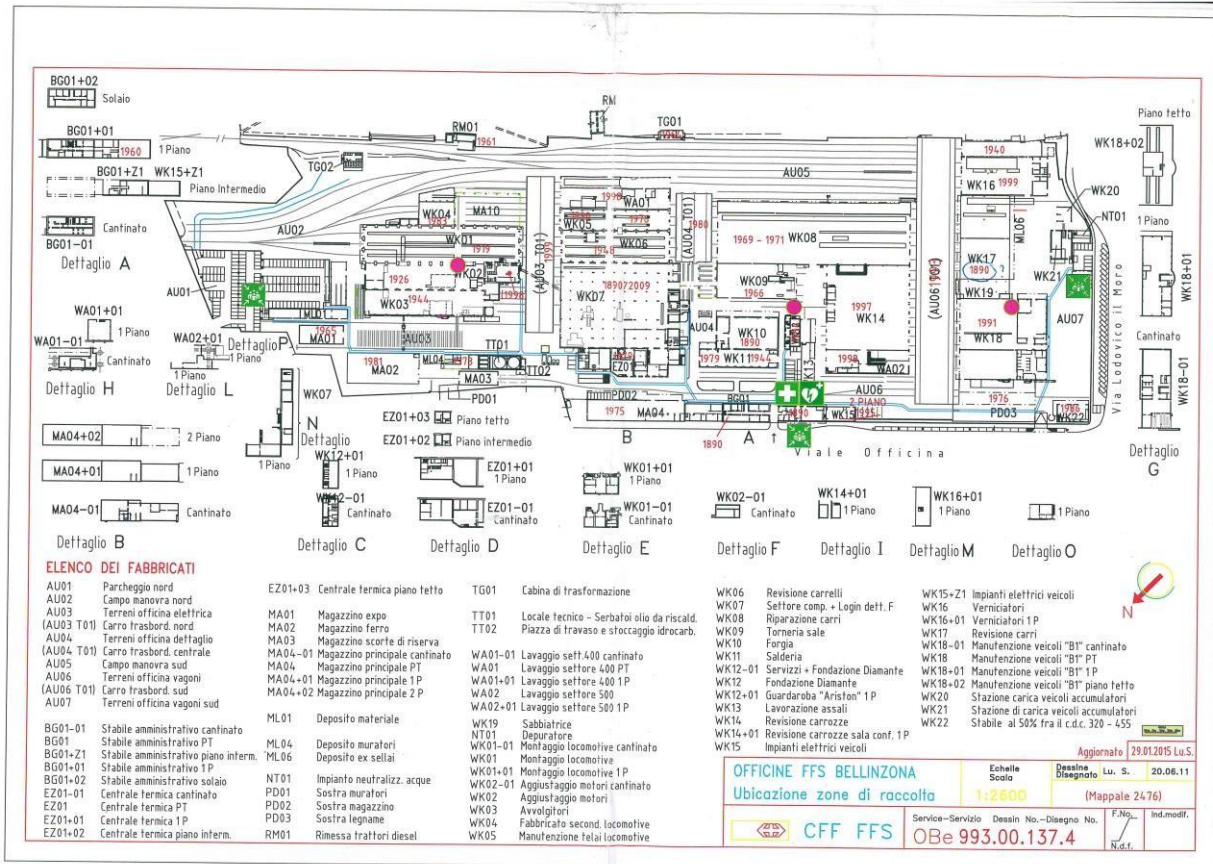 BG01+02
Solaio
BG01+01
1960
1 Piano
BG01+Z1 WK15+Z1
Piano Intermedio
BG01-01
Cantinato
Dettaglio A
TG02
RM01
1961
RM
TG01
AU05
1940
WK16
1999
Piano tetto
WK18+02
WK20
NT01
1 Piano
WK18+01
Cantinato
WK18-01
Dettaglio G
AU02
AU01
WK04
1983
MA10
WK01
1919
1926
WK02
1998
WK03
1944
(AU03 T01)
1999
WA01
WK05
WK06
1948
WK07
1890?2009
(AU04 T01)
1980
1969 - 1971
WK08
WK09
1966
1997
WK14
(AU06 T01)
ML06
WK17
1890
WK19
1991
WK18
WK21
AU07
Via Lodovico il Moro
ML01
1965
MA01
AU03
1981
MA02
ML04
1978
MA03
TT01
TT02
PD01
EZ01
AU04
WK10
1890
1979
WK11
1944
WK13
1998
WA02
PD02
1975
MA04
BG01
1890
1890
AU06
2 PIANO
WK15
1976
PD03
1986
WK22
B
A
Viale Officina
WA01+01
1 Piano
WA01-01
Cantinato
Dettaglio H
WA02+01
1 Piano
1 Piano
Dettaglio L
Dettaglio P
WK07
N
Dettaglio
1 Piano
MA04+02
2 Piano
MA04+01
1 Piano
MA04-01
Cantinato
Dettaglio B
WK12+01
1 Piano
WK12-01
Cantinato
Dettaglio C
EZ01+03
Piano tetto
EZ01+02
Piano intermedio
EZ01+01
1 Piano
EZ01-01
Cantinato
Dettaglio D
WK01+01
1 Piano
WK01-01
Cantinato
Dettaglio E
WK02-01
Cantinato
Dettaglio F
WK14+01
1 Piano
Dettaglio I
WK16+01
1 Piano
Dettaglio M
1 Piano
Dettaglio O
ELENCO DEI FABBRICATI
AU01 Parcheggio nord
AU02 Campo manovra nord
AU03 Terreni officina elettrica
(AU03 T01) Carro trasbord. nord
AU04 Terreni officina dettaglio
(AU04 T01) Carro trasbord. centrale
AU05 Campo manovra sud
AU06 Terreni officina vagoni
(AU06 T01) Carro trasbord. sud
AU07 Terreni officina vagoni sud
BG01-01 Stabile amministrativo cantinato
BG01 Stabile amministrativo PT
BG01+Z1 Stabile amministrativo piano interm.
BG01+01 Stabile amministrativo 1P
BG01+02 Stabile amministrativo solaio
EZ01-01 Centrale termica cantinato
EZ01 Centrale termica PT
EZ01+01 Centrale termica 1P
EZ01+02 Centrale termica piano interm.
EZ01+03 Centrale termica piano tetto
MA01 Magazzino expo
MA02 Magazzino ferro
MA03 Magazzino scorte di riserva
MA04-01 Magazzino principale cantinato
MA04 Magazzino principale PT
MA04+01 Magazzino principale 1P
MA04+02 Magazzino principale 2 P
ML01 Deposito materiale
ML04 Deposito muratori
ML06 Deposito ex sellai
NT01 Impianto neutralizz. acque
PD01 Sostra muratori
PD02 Sostra magazzino
PD03 Sostra legname
RM01 Rimessa trattori diesel
TG01 Cabina di trasformazione
TT01 Locale tecnico - Serbatoi olio da riscald.
TT02 Piazza di travaso e stoccaggio idrocarb.
WA01-01 Lavaggio sett.400 cantinato
WA01 Lavaggio settore 400 PT
WA01+01 Lavaggio settore 400 1P
WA02 Lavaggio settore 500
WA02+01 Lavaggio settore 500 1P
WK19 Sabbiatrice
NT01 Depuratore
WK01-01 Montaggio locomotive cantinato
WK01 Montaggio locomotive
WK01+01 Montaggio locomotive 1P
WK02-01 Aggiustaggio motori cantinato
WK02 Aggiustaggio motori
WK03 Avvolgitori
WK04 Fabbricato second. locomotive
WK05 Manutenzione telai locomotive
WK06 Revisione carrelli
WK07 Settore comp. + Login dett. F
WK08 Riparazione carri
WK09 Torneria sale
WK10 Forgia
WK11 Salderia
WK12-01 Servizzi + Fondazione Diamante
WK12 Fondazione Diamante
WK12+01 Guardaroba "Ariston" 1P
WK13 Lavorazione assali
WK14 Revisione carrozze
WK14+01 Revisione carrozze sala conf. 1P
WK15 Impianti elettrici veicoli
WK15+Z1 Impianti elettrici veicoli
WK16 Verniciatori
WK16+01 Verniciatori 1P
WK17 Revisione carri
WK18-01 Manutenzione veicoli "B1" cantinato
WK18 Manutenzione veicoli "B1" PT
WK18+01 Manutenzione veicoli "B1" 1P
WK18+02 Manutenzione veicoli "B1" piano tetto
WK20 Stazione carica veicoli accumulatori
WK21 Stazione di carica veicoli accumulatori
WK22 Stabile al 50% fra il c.d.c. 320 - 455
N
Aggiornato 29.01.2015 Lu.S.
OFFICINE FFS BELLINZONA
Ubicazione zone di raccolta
Echelle
Scala
1:2600
Dessine
Disegnato
Lu. S.
20.06.11
(Mappale 2476)
CFF FFS
Service-Servizio Dessin No.-Disegno No.
OBe 993.00.137.4
F.No.
N.d.f.
Ind.modif.